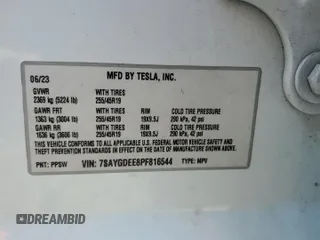 06/23 MFD BY TESLA, INC.
GVWR WITH TIRES
2369 kg (5224 lb) 255/45R19
GAWR FRT WITH TIRES RIM COLD TIRE PRESSURE
1363 kg (3004 lb) 255/45R19 19X9.5J 290 kPa, 42 psi
GAWR RR WITH TIRES RIM COLD TIRE PRESSURE
1636 kg (3606 lb) 255/45R19 19X9.5J 290 kPa, 42 psi
THIS VEHICLE CONFORMS TO ALL APPLICABLE U.S. FEDERAL MOTOR VEHICLE
SAFETY, BUMPER, AND THEFT PREVENTION STANDARDS IN EFFECT ON THE DATE
OF MANUFACTURE SHOWN ABOVE.
PNT: PPSW VIN: 7SAYGDEE8PF816544 TYPE: MPV
DREAMBID